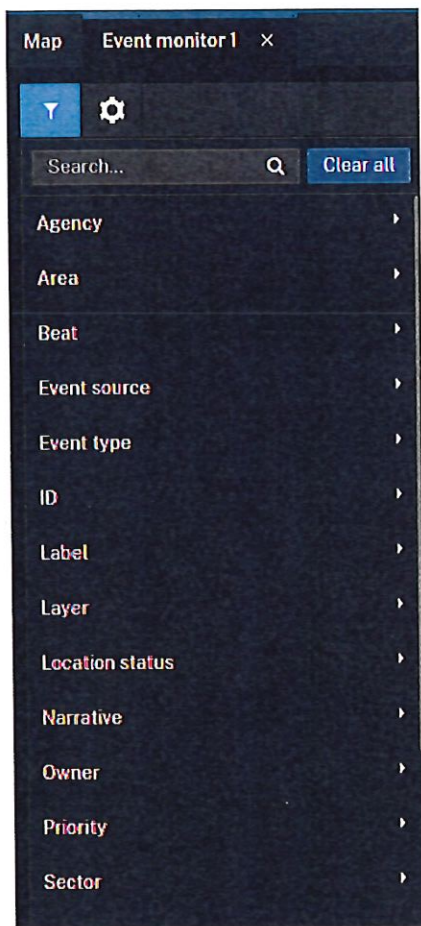 Map Event monitor 1 ×
Search... Clear all
Agency
Area
Beat
Event source
Event type
ID
Label
Layer
Location status
Narrative
Owner
Priority
Sector